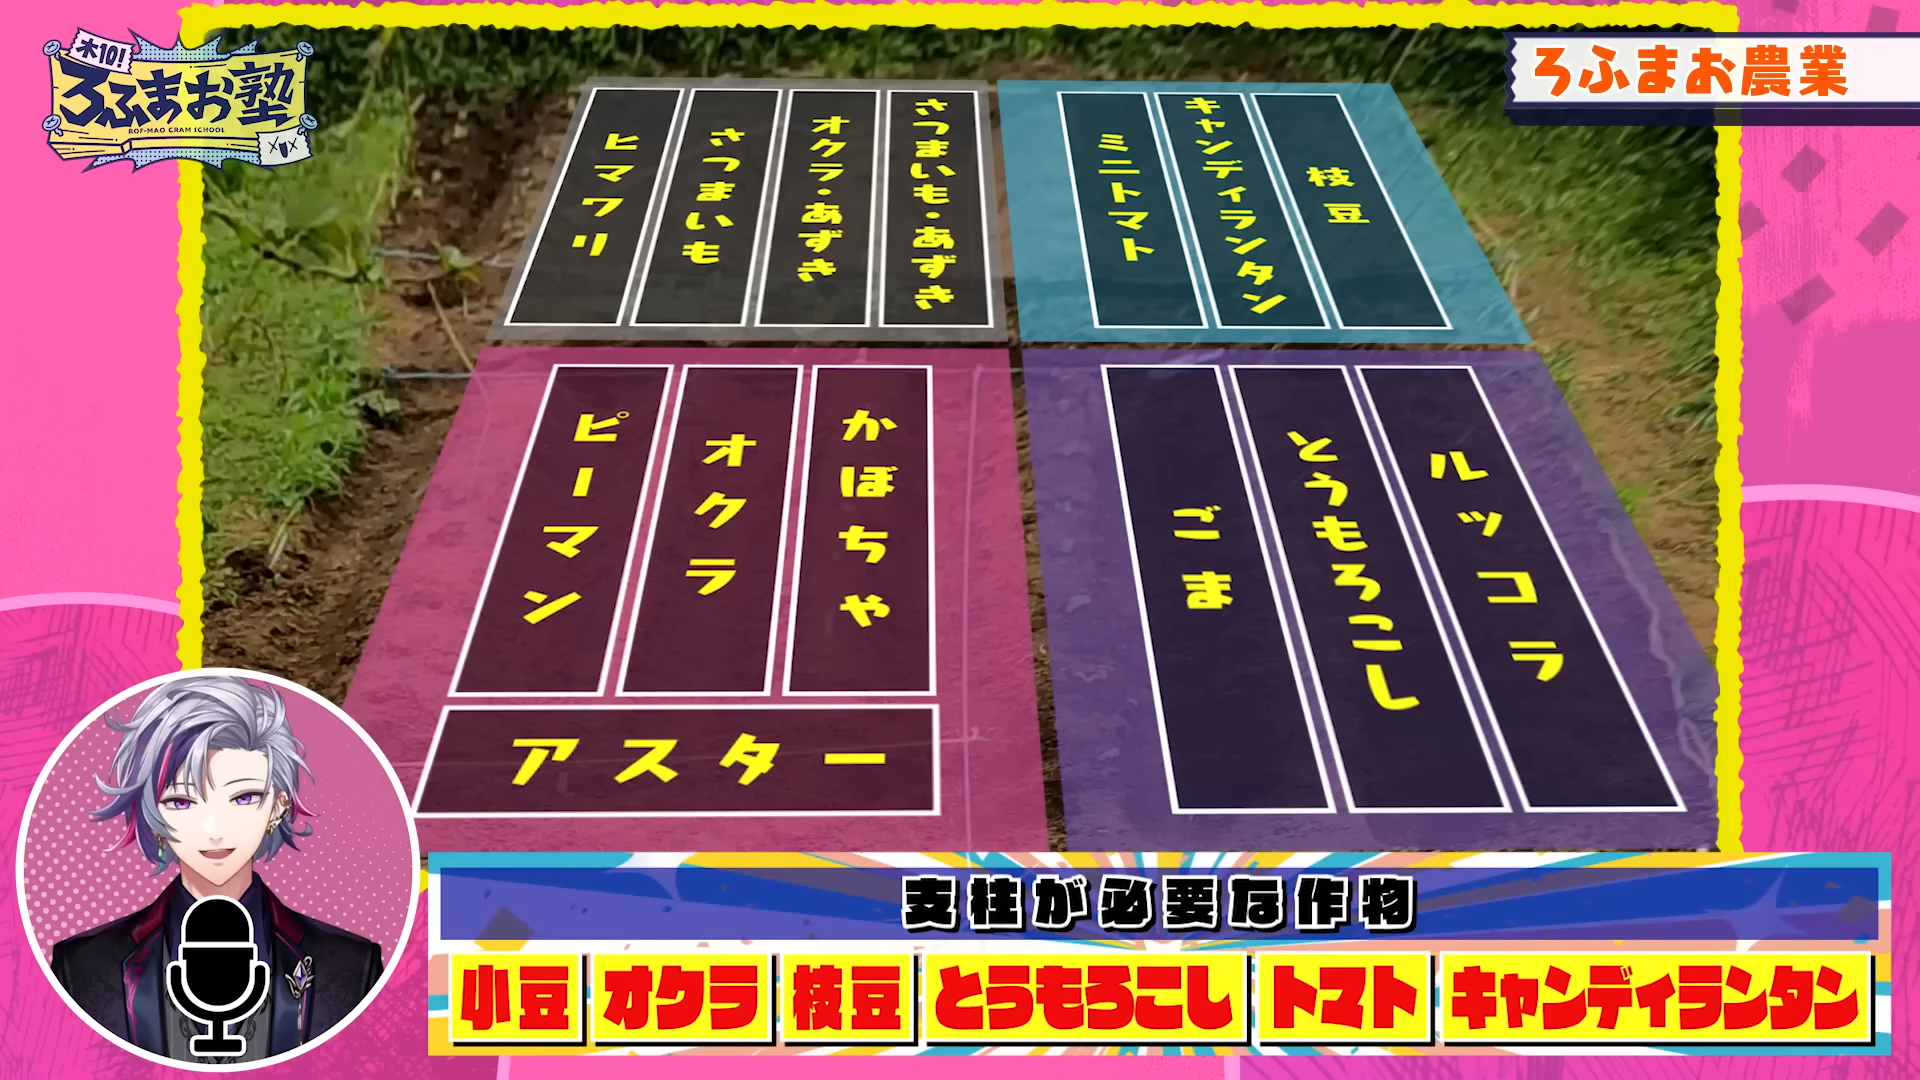 木10!
ろふまお塾
ROF-MAO CRAM SCHOOL
ろふまお農業
ヒマワリ
さつまいも
オクラ・あずき
さつまいも・あずき
ミニトマト
キャンディランタン
枝豆
ピーマン
オクラ
かぼちゃ
アスター
ごま
とうもろこし
ルッコラ
支柱が必要な作物
小豆 オクラ 枝豆 とうもろこし トマト キャンディランタン